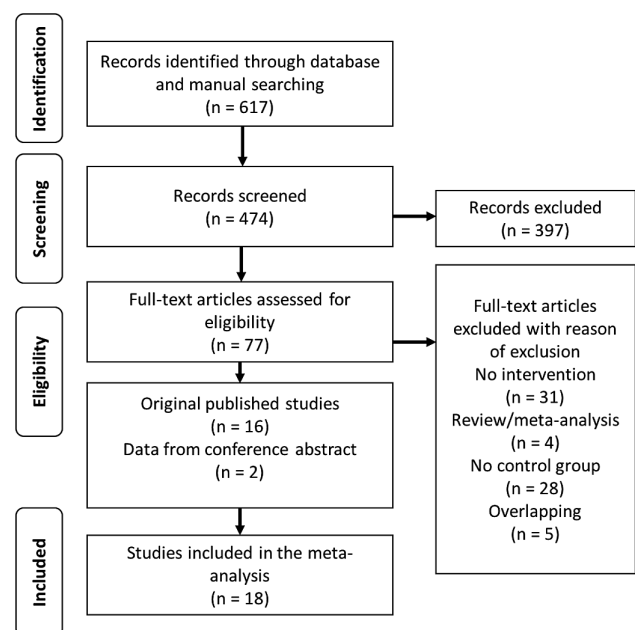 Identification
Records identified through database
and manual searching
(n = 617)
Screening
Records screened
(n = 474)
Records excluded
(n = 397)
Eligibility
Full-text articles assessed for
eligibility
(n = 77)
Full-text articles
excluded with reason
of exclusion
No intervention
(n = 31)
Review/meta-analysis
(n = 4)
No control group
(n = 28)
Overlapping
(n = 5)
Original published studies
(n = 16)
Data from conference abstract
(n = 2)
Included
Studies included in the meta-
analysis
(n = 18)